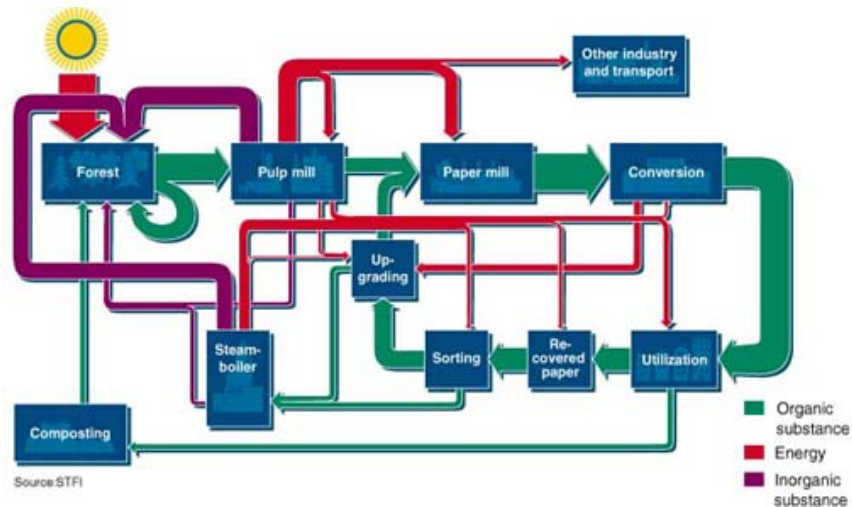 Other industry
and transport
Forest
Pulp mill
Paper mill
Conversion
Up-
grading
Steam-
boiler
Sorting
Re-
covered
paper
Utilization
Composting
Organic
substance
Energy
Inorganic
substance
Source:STFI